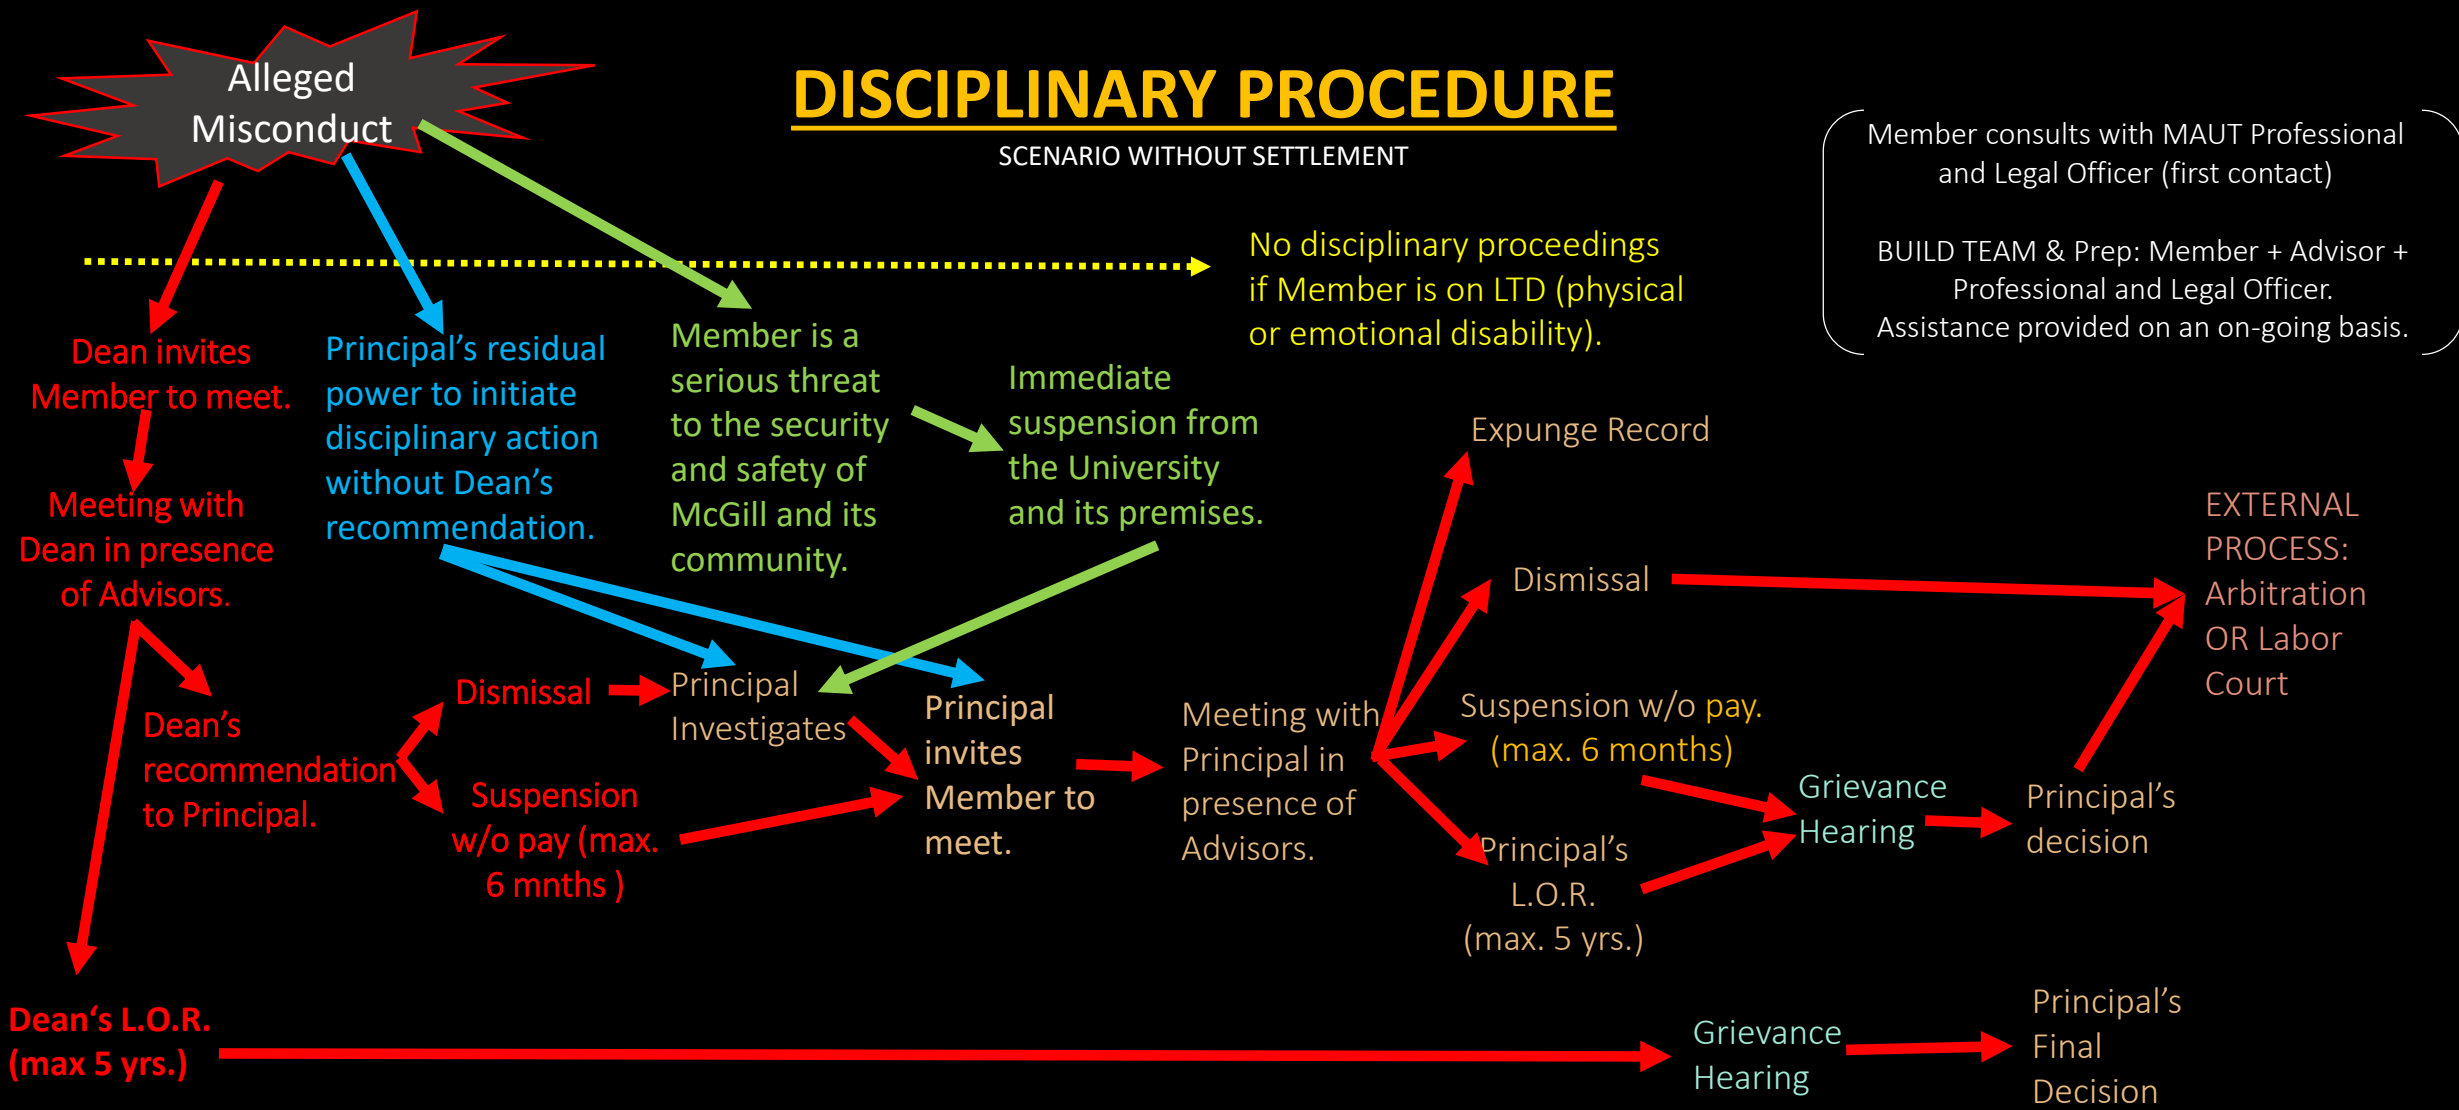 Alleged
Misconduct
DISCIPLINARY PROCEDURE
SCENARIO WITHOUT SETTLEMENT
Member consults with MAUT Professional
and Legal Officer (first contact)
BUILD TEAM & Prep: Member + Advisor +
Professional and Legal Officer.
Assistance provided on an on-going basis.
No disciplinary proceedings
if Member is on LTD (physical
or emotional disability).
Dean invites
Member to meet.
Principal’s residual
power to initiate
disciplinary action
without Dean’s
recommendation.
Member is a
serious threat
to the security
and safety of
McGill and its
community.
Immediate
suspension from
the University
and its premises.
Meeting with
Dean in presence
of Advisors.
Expunge Record
Dismissal
EXTERNAL
PROCESS:
Arbitration
OR Labor
Court
Dean’s
recommendation
to Principal.
Dismissal
Suspension
w/o pay (max.
6 mnths )
Principal
Investigates
Principal
invites
Member to
meet.
Meeting with
Principal in
presence of
Advisors.
Suspension w/o pay.
(max. 6 months)
Principal’s
L.O.R.
(max. 5 yrs.)
Grievance
Hearing
Principal’s
decision
Dean‘s L.O.R.
(max 5 yrs.)
Grievance
Hearing
Principal’s
Final
Decision